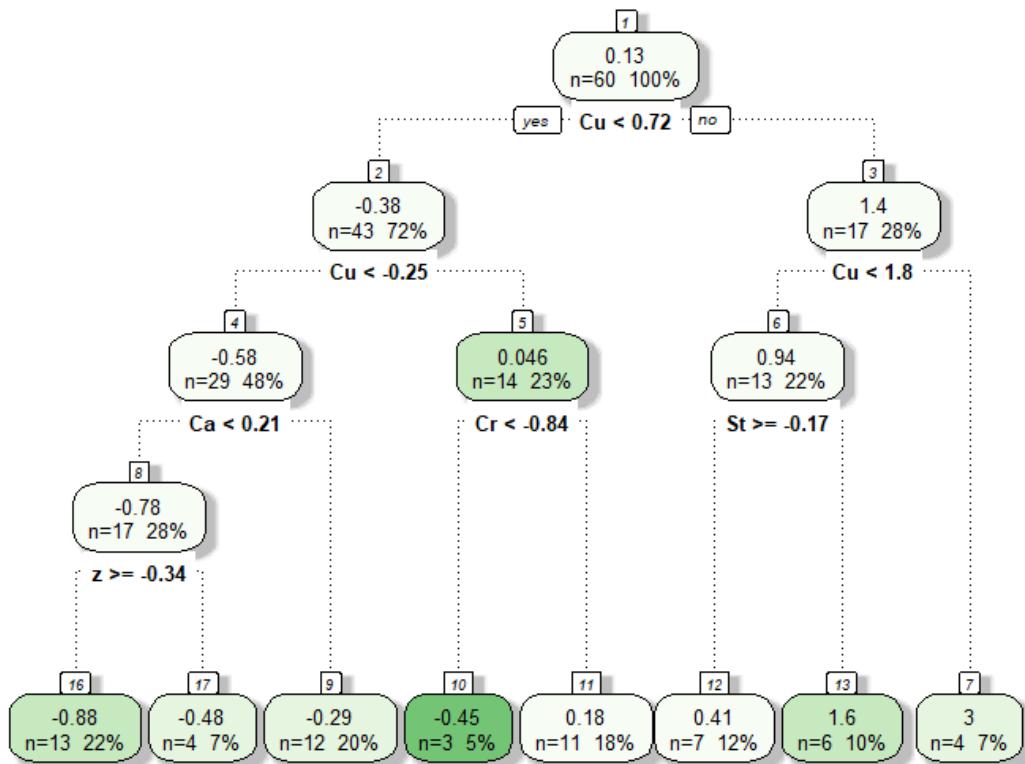 1
0.13
n=60 100%
yes Cu < 0.72 no
2
3
-0.38
n=43 72%
1.4
n=17 28%
Cu < -0.25
Cu < 1.8
4
5
6
-0.58
n=29 48%
0.046
n=14 23%
0.94
n=13 22%
Ca < 0.21
Cr < -0.84
St >= -0.17
8
-0.78
n=17 28%
z >= -0.34
16
17
9
10
11
12
13
7
-0.88
n=13 22%
-0.48
n=4 7%
-0.29
n=12 20%
-0.45
n=3 5%
0.18
n=11 18%
0.41
n=7 12%
1.6
n=6 10%
3
n=4 7%